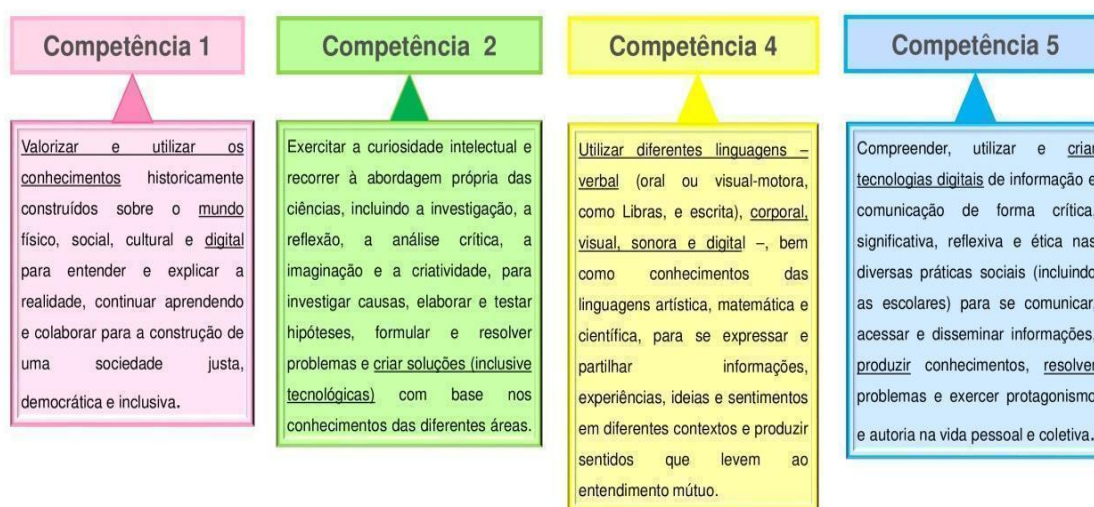 Competência 1
Valorizar e utilizar os
conhecimentos historicamente
construídos sobre o mundo
físico, social, cultural e digital
para entender e explicar a
realidade, continuar aprendendo
e colaborar para a construção de
uma sociedade justa,
democrática e inclusiva.
Competência 2
Exercitar a curiosidade intelectual e
recorrer à abordagem própria das
ciências, incluindo a investigação, a
reflexão, a análise crítica, a
imaginação e a criatividade, para
investigar causas, elaborar e testar
hipóteses, formular e resolver
problemas e criar soluções (inclusive
tecnológicas) com base nos
conhecimentos das diferentes áreas.
Competência 4
Utilizar diferentes linguagens –
verbal (oral ou visual-motora,
como Libras, e escrita), corporal,
visual, sonora e digital –, bem
como conhecimentos das
linguagens artística, matemática e
científica, para se expressar e
partilhar informações,
experiências, ideias e sentimentos
em diferentes contextos e produzir
sentidos que levem ao
entendimento mútuo.
Competência 5
Compreender, utilizar e criar
tecnologias digitais de informação e
comunicação de forma crítica,
significativa, reflexiva e ética nas
diversas práticas sociais (incluindo
as escolares) para se comunicar,
acessar e disseminar informações,
produzir conhecimentos, resolver
problemas e exercer protagonismo
e autoria na vida pessoal e coletiva.